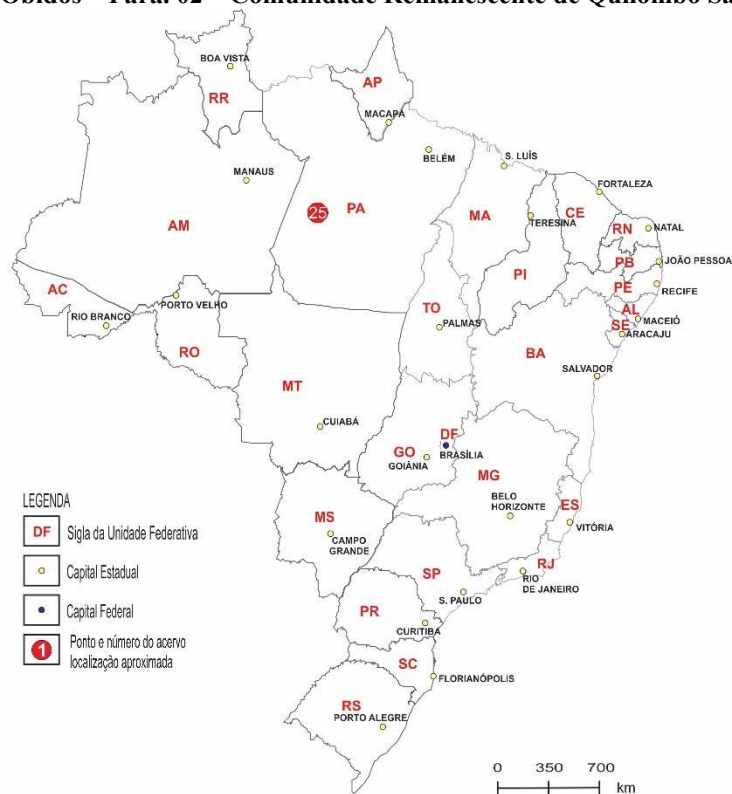 Óbidos – Pará. 02 – Comunidade Remanescente de Quilombo
BOA VISTA
RR
AP
MACAPÁ
BELÉM
S. LUÍS
MANAUS
FORTALEZA
25
PA
MA
TERESINA
CE
RN
NATAL
AM
PB
JOÃO PESSOA
PI
PE
RECIFE
AC
PORTO VELHO
TO
AL
MACEIÓ
RIO BRANCO
PALMAS
SE
ARACAJU
RO
BA
MT
SALVADOR
CUIABÁ
DF
GO
BRASÍLIA
GOIÂNIA
MG
LEGENDA
BELO
HORIZONTE
ES
VITÓRIA
DF Sigla da Unidade Federativa
MS
CAMPO
GRANDE
Capital Estadual
SP
RJ
RIO
DE JANEIRO
S. PAULO
Capital Federal
PR
CURITIBA
1 Ponto e número do acervo
localização aproximada
SC
FLORIANÓPOLIS
RS
PORTO ALEGRE
0 350 700
km